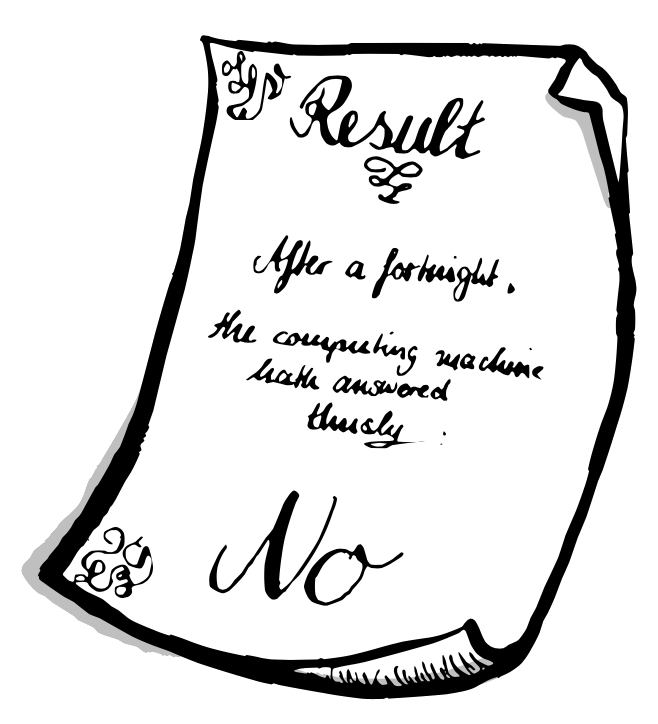 Result
After a fortnight.
the computing machine
hath answered
thusly :
No